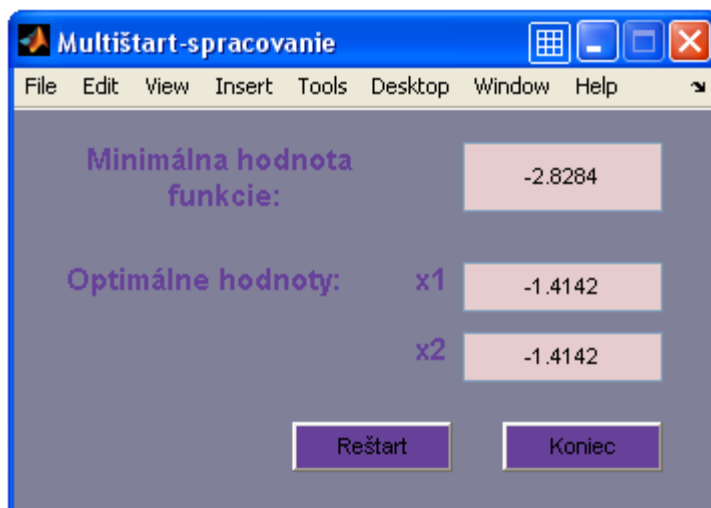 Multištart-spracovanie
File Edit View Insert Tools Desktop Window Help
Minimálna hodnota
funkcie:
-2.8284
Optimálne hodnoty: x1 -1.4142
x2 -1.4142
Reštart Koniec